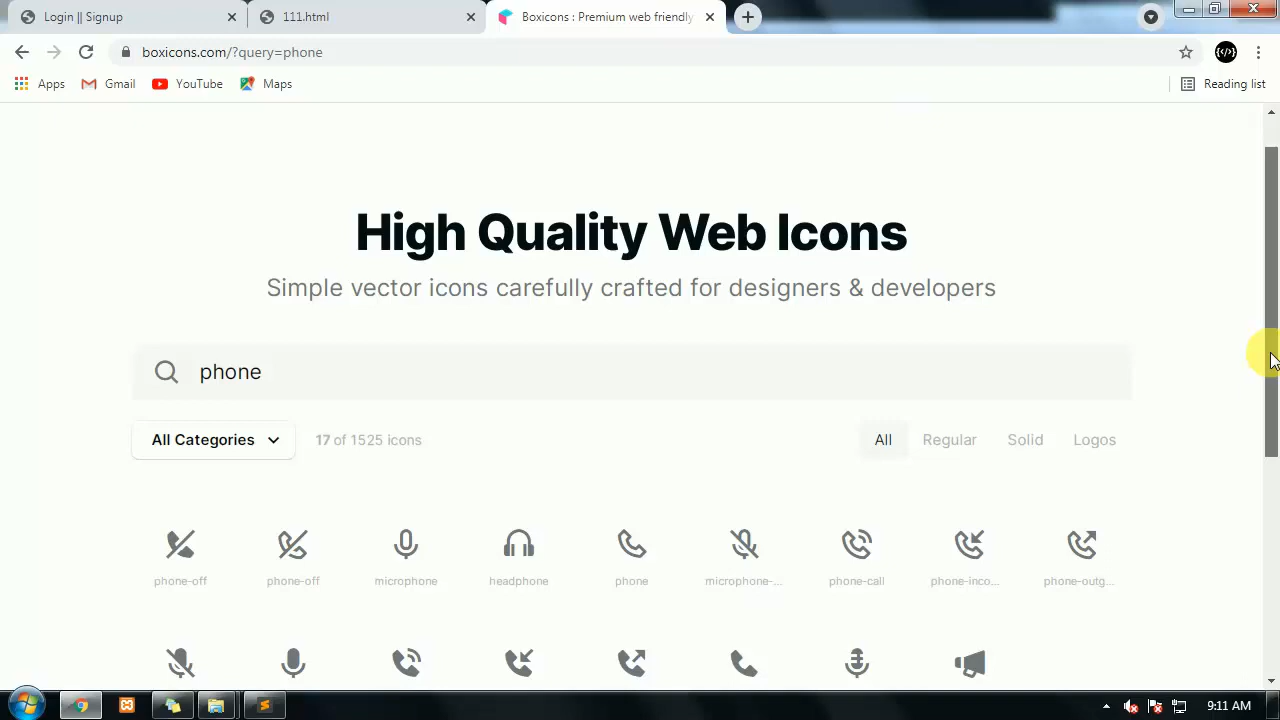 Login || Signup
111.html
Boxicons : Premium web friendly
boxicons.com/?query=phone
Apps
Gmail
YouTube
Maps
Reading list
High Quality Web Icons
Simple vector icons carefully crafted for designers & developers
phone
All Categories
17 of 1525 icons
All
Regular
Solid
Logos
phone-off
phone-off
microphone
headphone
phone
microphone-...
phone-call
phone-inco...
phone-outg...
9:11 AM